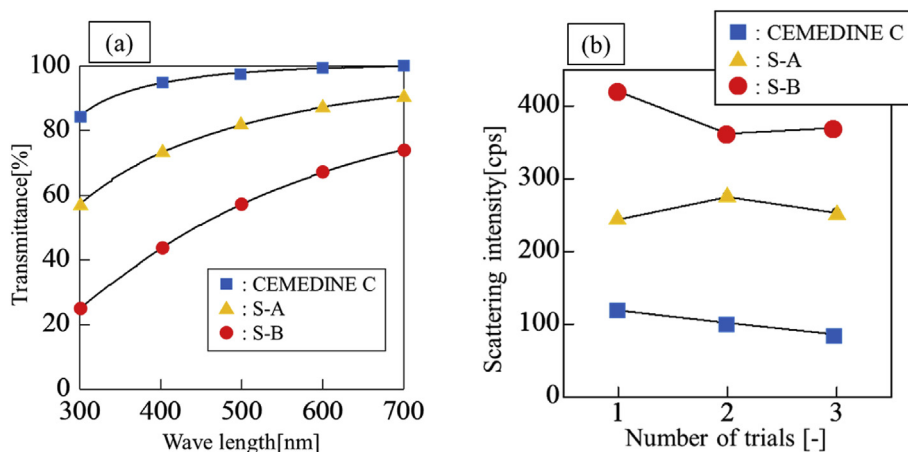 (a)
Transmittance[%]
100
80
60
40
20
0
: CEMEDINE C
: S-A
: S-B
300 400 500 600 700
Wave length[nm]
(b)
: CEMEDINE C
: S-A
: S-B
Scattering intensity[cps]
400
300
200
100
0
1 2 3
Number of trials [-]